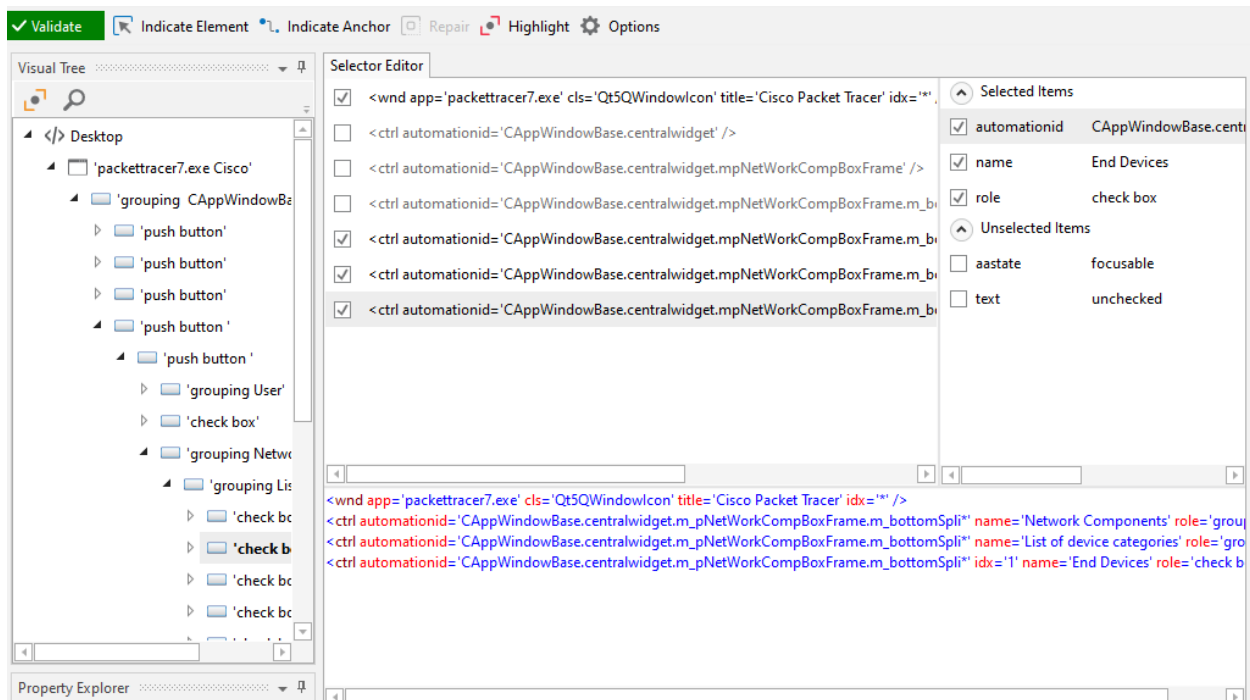 Validate Indicate Element Indicate Anchor Repair Highlight Options
Visual Tree
Desktop
'packettracer7.exe Cisco'
'grouping CAppWindowBa
'push button'
'push button'
'push button'
'push button '
'push button '
'grouping User'
'check box'
'grouping Netwo
'grouping Lis
'check bo
'check b
'check bo
'check bo
Property Explorer
Selector Editor
<wnd app='packettracer7.exe' cls='Qt5QWindowIcon' title='Cisco Packet Tracer' idx='*' /
<ctrl automationid='CAppWindowBase.centralwidget' />
<ctrl automationid='CAppWindowBase.centralwidget.mpNetWorkCompBoxFrame' />
<ctrl automationid='CAppWindowBase.centralwidget.mpNetWorkCompBoxFrame.m_bo
<ctrl automationid='CAppWindowBase.centralwidget.mpNetWorkCompBoxFrame.m_bo
<ctrl automationid='CAppWindowBase.centralwidget.mpNetWorkCompBoxFrame.m_bo
<ctrl automationid='CAppWindowBase.centralwidget.mpNetWorkCompBoxFrame.m_bo
Selected Items
automationid CAppWindowBase.centr
name End Devices
role check box
Unselected Items
aastate focusable
text unchecked
<wnd app='packettracer7.exe' cls='Qt5QWindowIcon' title='Cisco Packet Tracer' idx='*' />
<ctrl automationid='CAppWindowBase.centralwidget.m_pNetWorkCompBoxFrame.m_bottomSpli*' name='Network Components' role='group
<ctrl automationid='CAppWindowBase.centralwidget.m_pNetWorkCompBoxFrame.m_bottomSpli*' name='List of device categories' role='gro
<ctrl automationid='CAppWindowBase.centralwidget.m_pNetWorkCompBoxFrame.m_bottomSpli*' idx='1' name='End Devices' role='check b